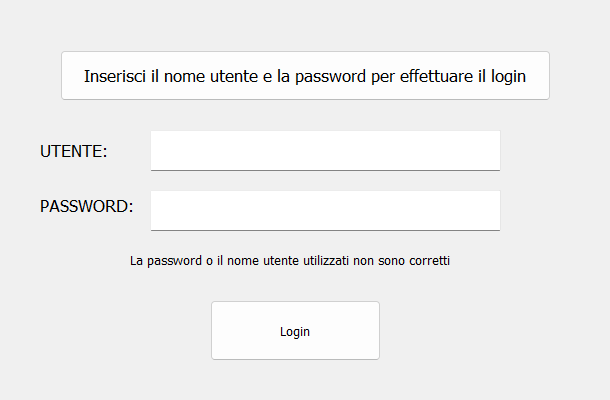 Inserisci il nome utente e la password per effettuare il login
UTENTE:
PASSWORD:
La password o il nome utente utilizzati non sono corretti
Login